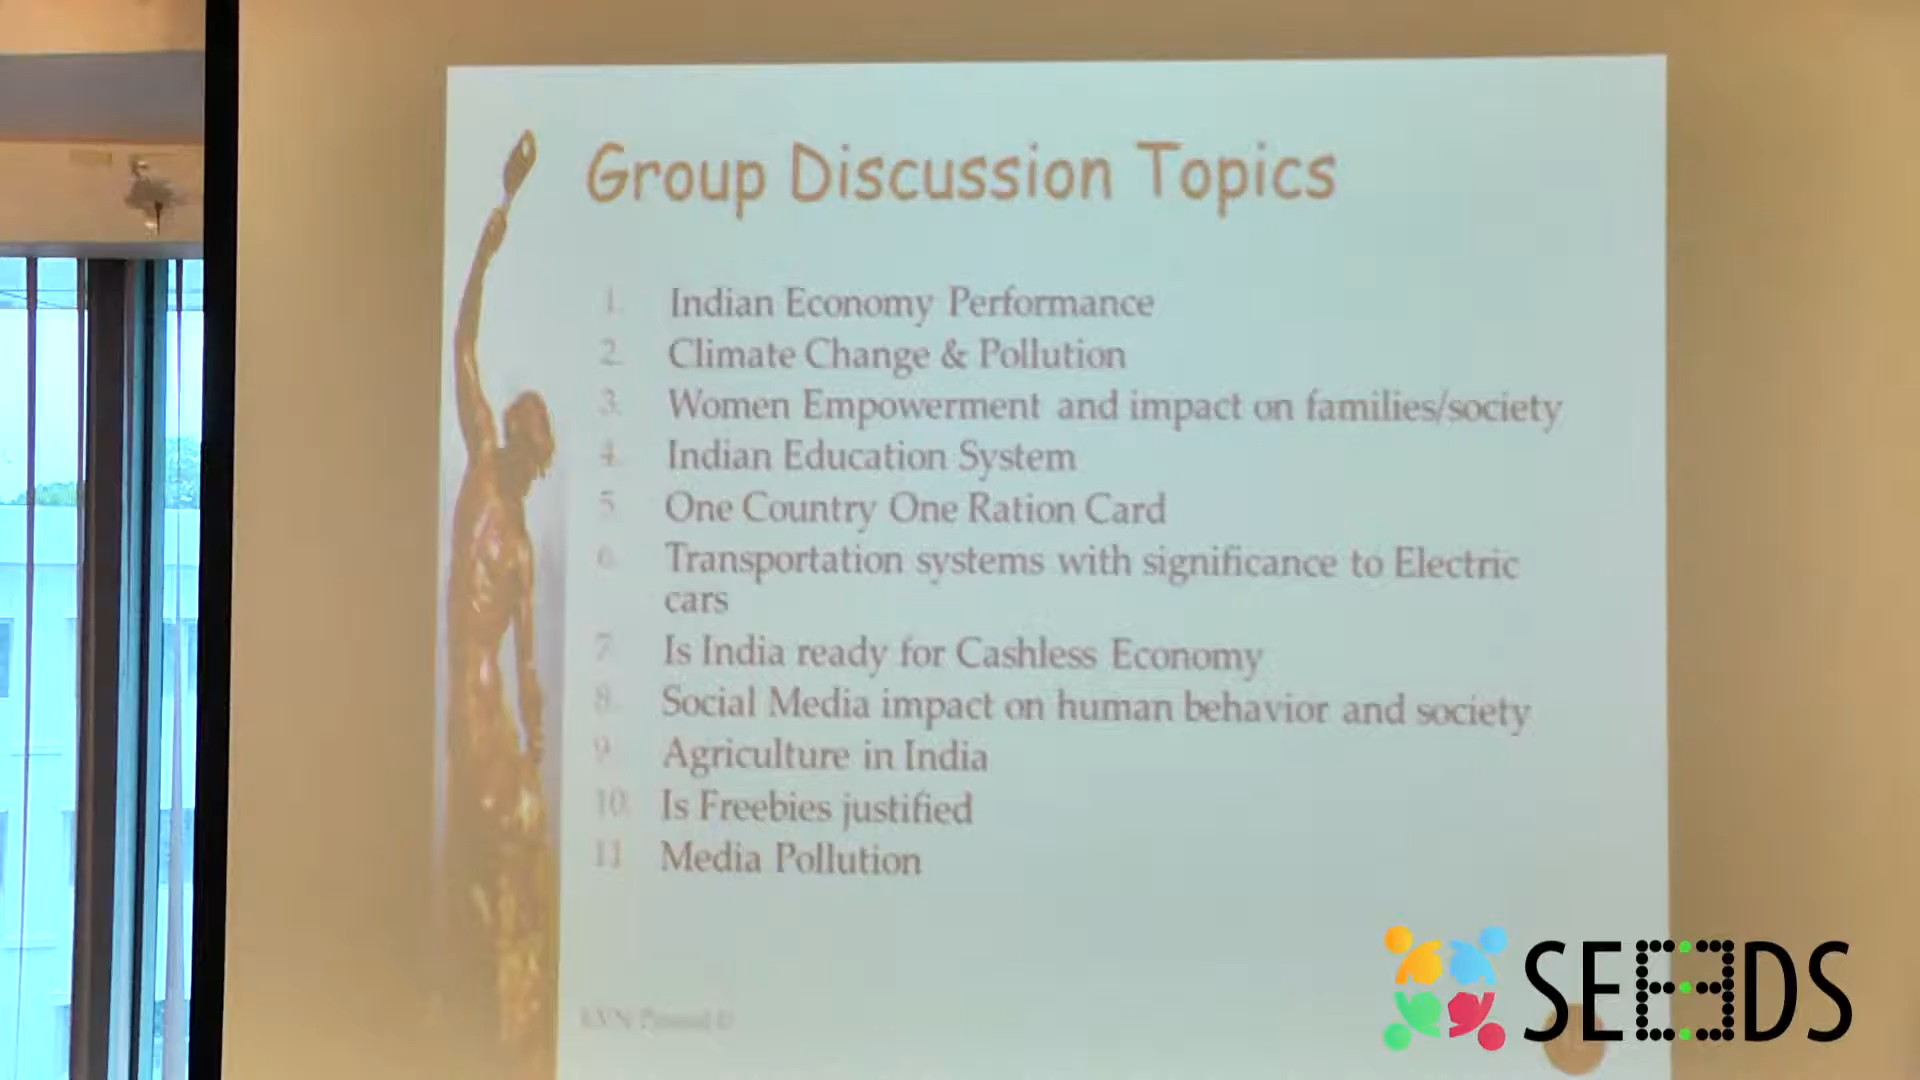 Group Discussion Topics
1. Indian Economy Performance
2. Climate Change & Pollution
3. Women Empowerment and impact on families/society
4. Indian Education System
5. One Country One Ration Card
6. Transportation systems with significance to Electric
cars
7. Is India ready for Cashless Economy
8. Social Media impact on human behavior and society
9. Agriculture in India
10. Is Freebies justified
11 Media Pollution
SEEDS